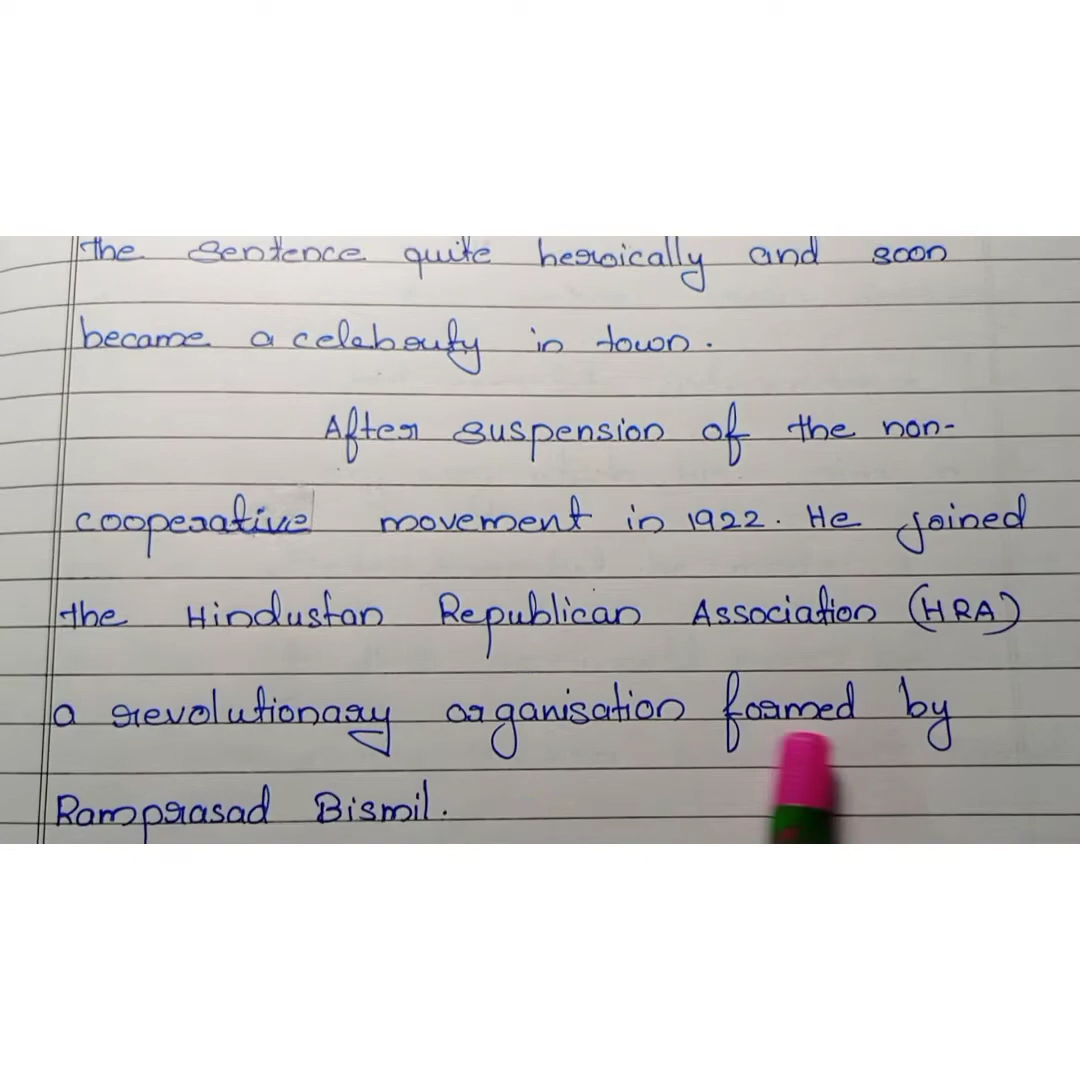 the sentence quite heroically and soon
became a celebrity in town.
After suspension of the non-
cooperative movement in 1922. He joined
the Hindustan Republican Association (HRA)
a revolutionary organisation formed by
Ramprasad Bismil.